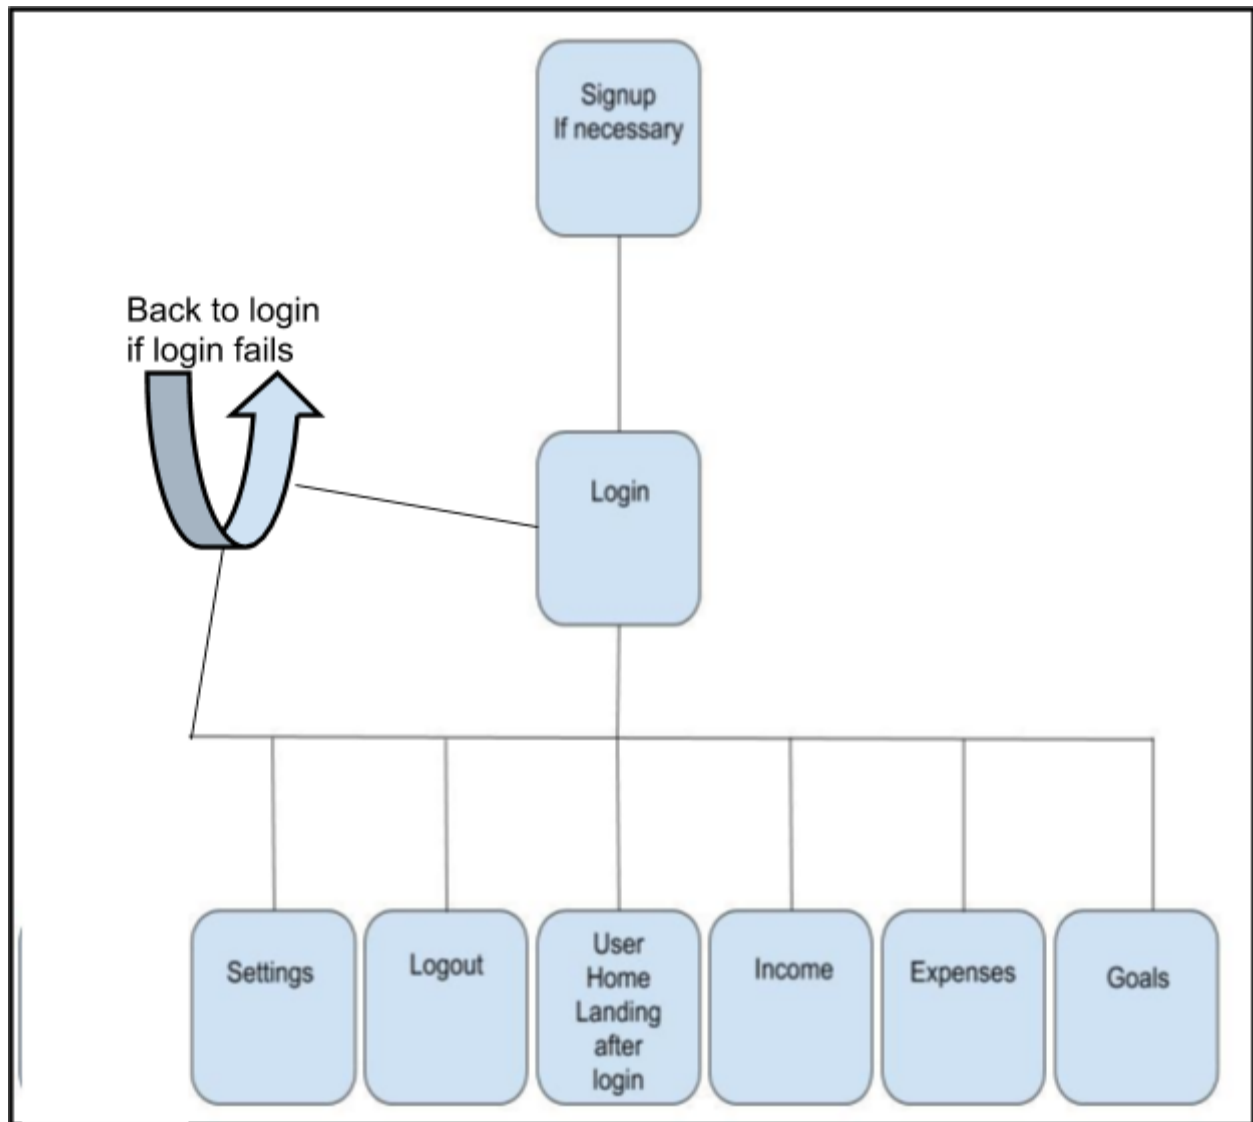 Signup
If necessary
Back to login
if login fails
Login
Settings
Logout
User
Home
Landing
after
login
Income
Expenses
Goals